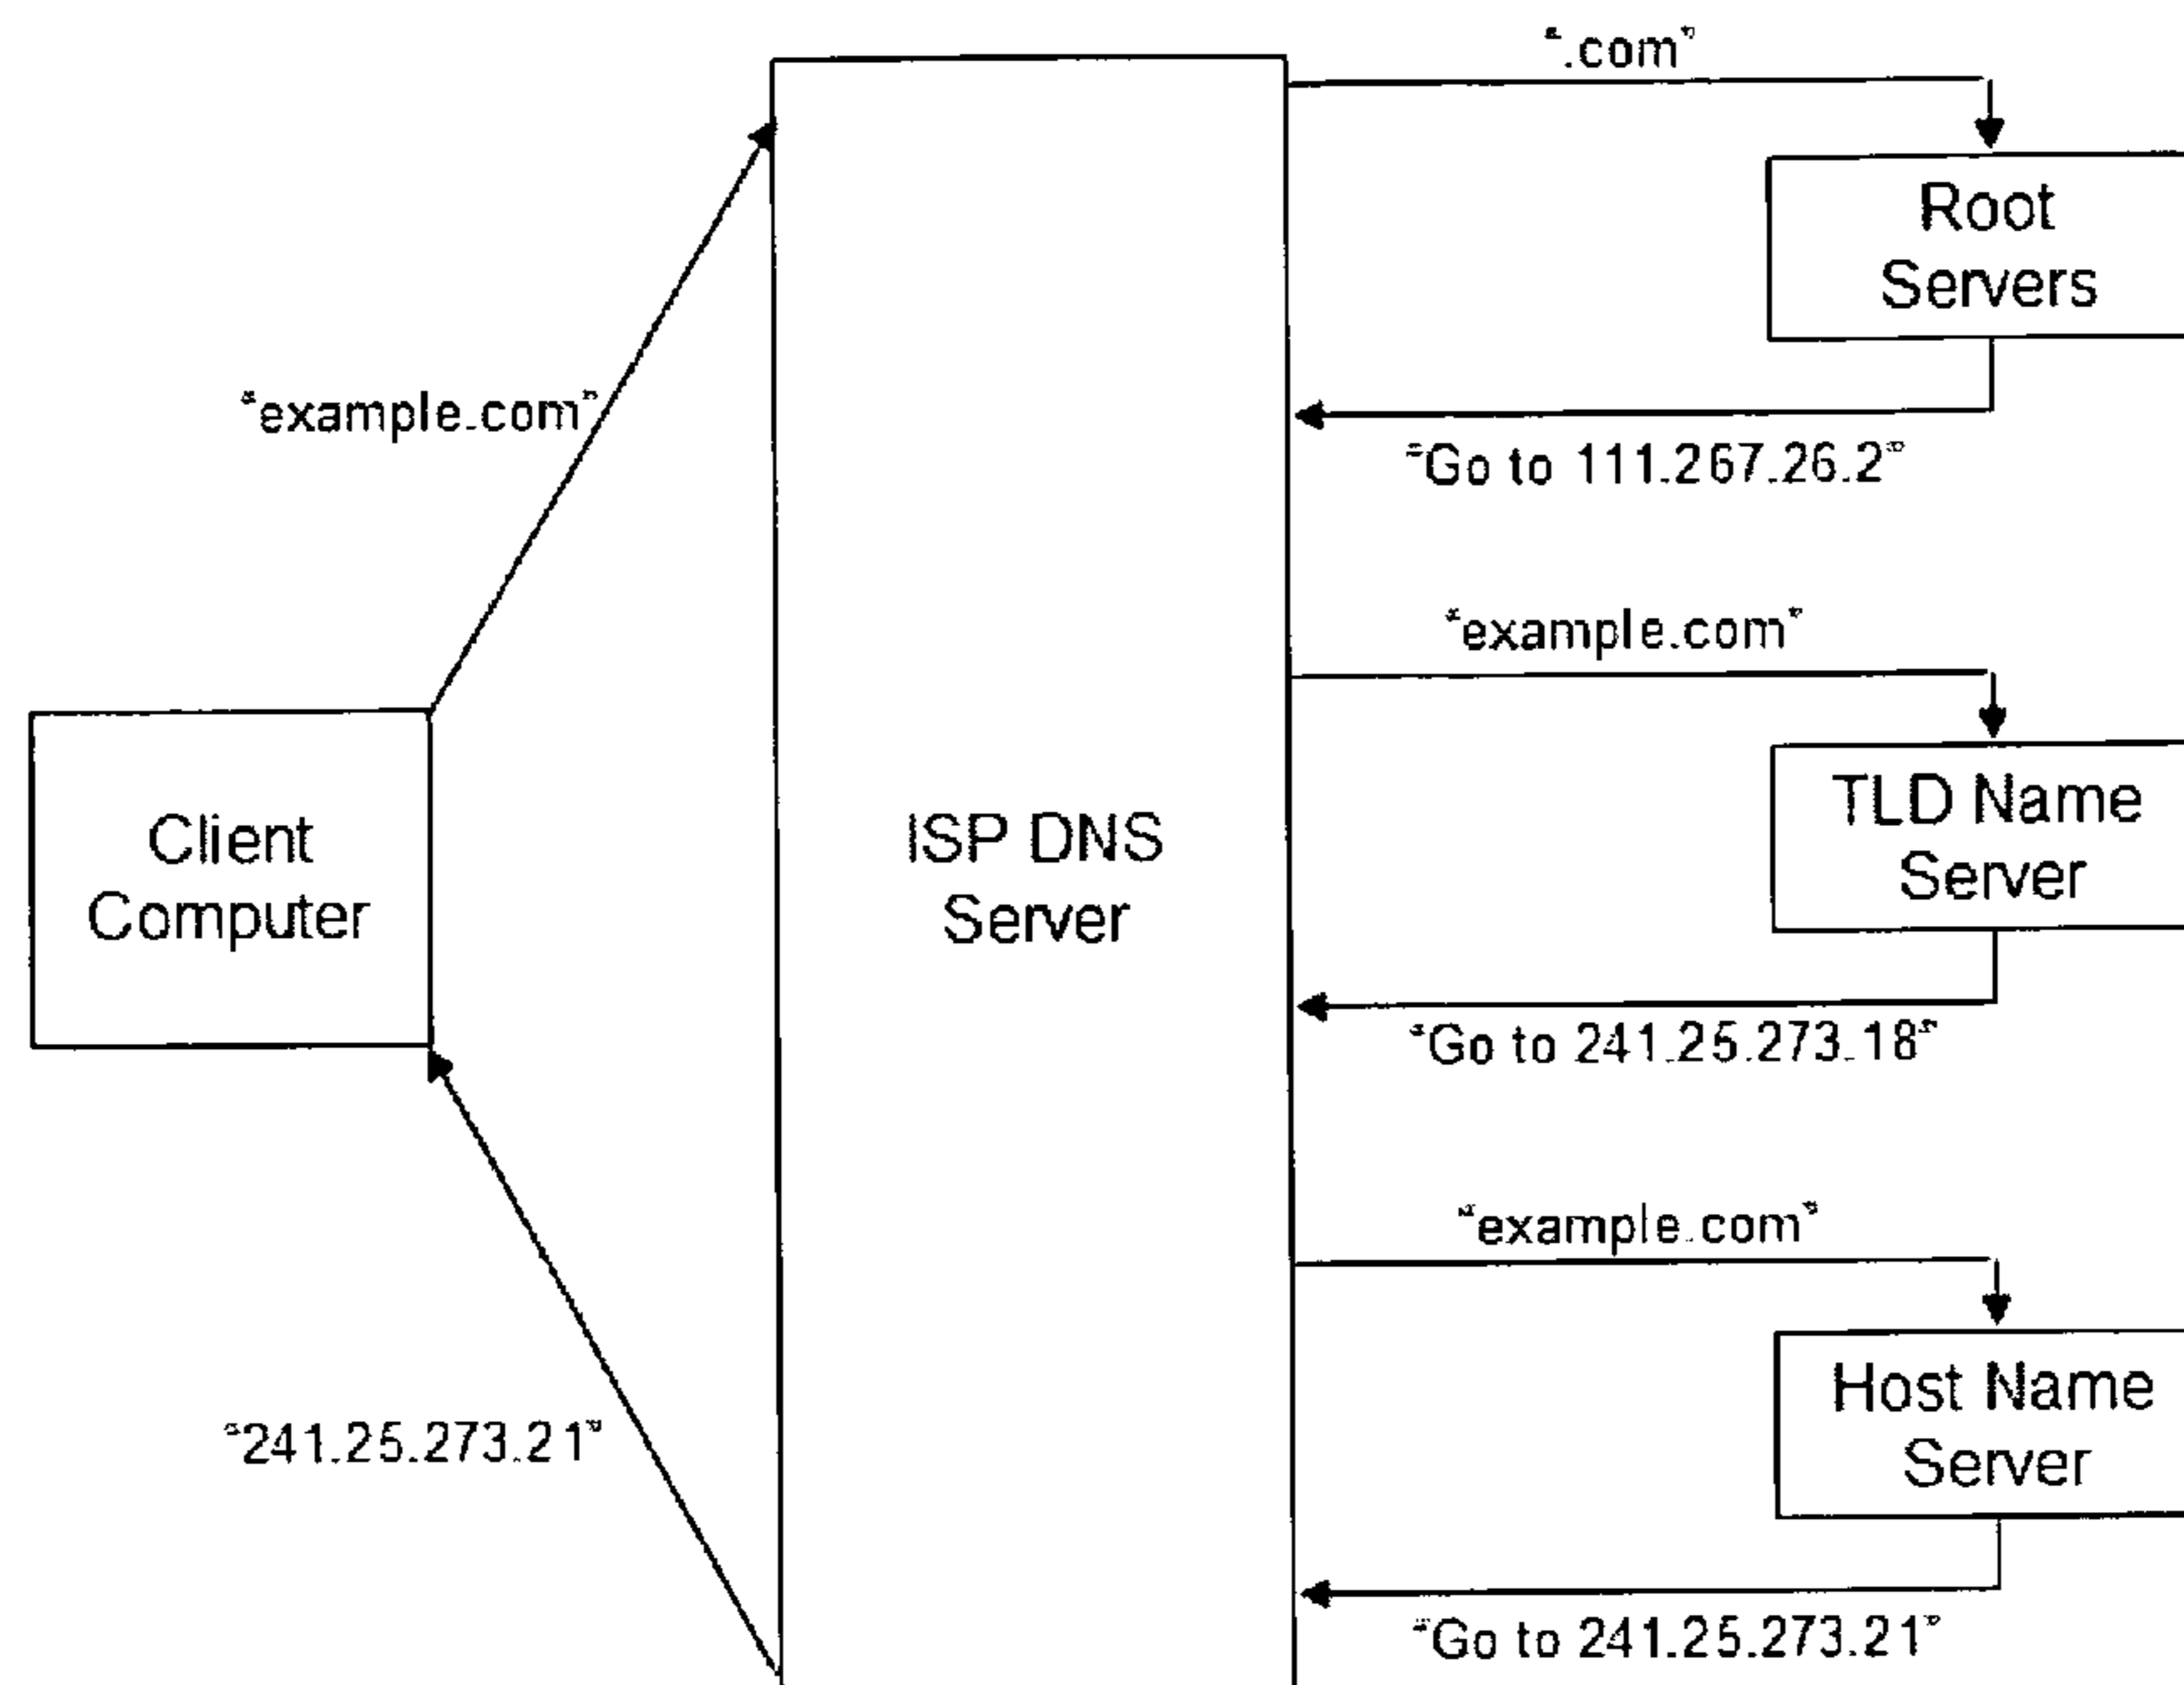 ".com"
Root
Servers
"example.com"
"Go to 111.267.26.2"
"example.com"
TLD Name
Server
Client
Computer
ISP DNS
Server
"Go to 241.25.273.18"
"example.com"
Host Name
Server
"241.25.273.21"
"Go to 241.25.273.21"